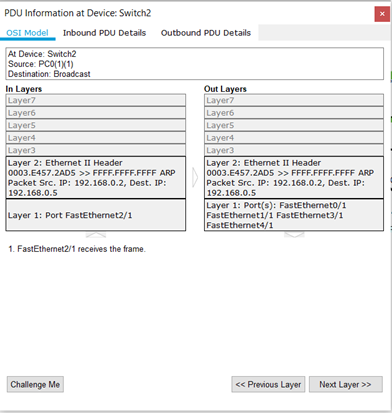 PDU Information at Device: Switch2
OSI Model Inbound PDU Details Outbound PDU Details
At Device: Switch2
Source: PC0(1)(1)
Destination: Broadcast
In Layers
Layer7
Layer6
Layer5
Layer4
Layer3
Layer 2: Ethernet II Header
0003.E457.2AD5 >> FFFF.FFFF.FFFF ARP
Packet Src. IP: 192.168.0.2, Dest. IP:
192.168.0.5
Layer 1: Port FastEthernet2/1
Out Layers
Layer7
Layer6
Layer5
Layer4
Layer3
Layer 2: Ethernet II Header
0003.E457.2AD5 >> FFFF.FFFF.FFFF ARP
Packet Src. IP: 192.168.0.2, Dest. IP:
192.168.0.5
Layer 1: Port(s): FastEthernet0/1
FastEthernet1/1 FastEthernet3/1
FastEthernet4/1
1. FastEthernet2/1 receives the frame.
Challenge Me
<< Previous Layer
Next Layer >>